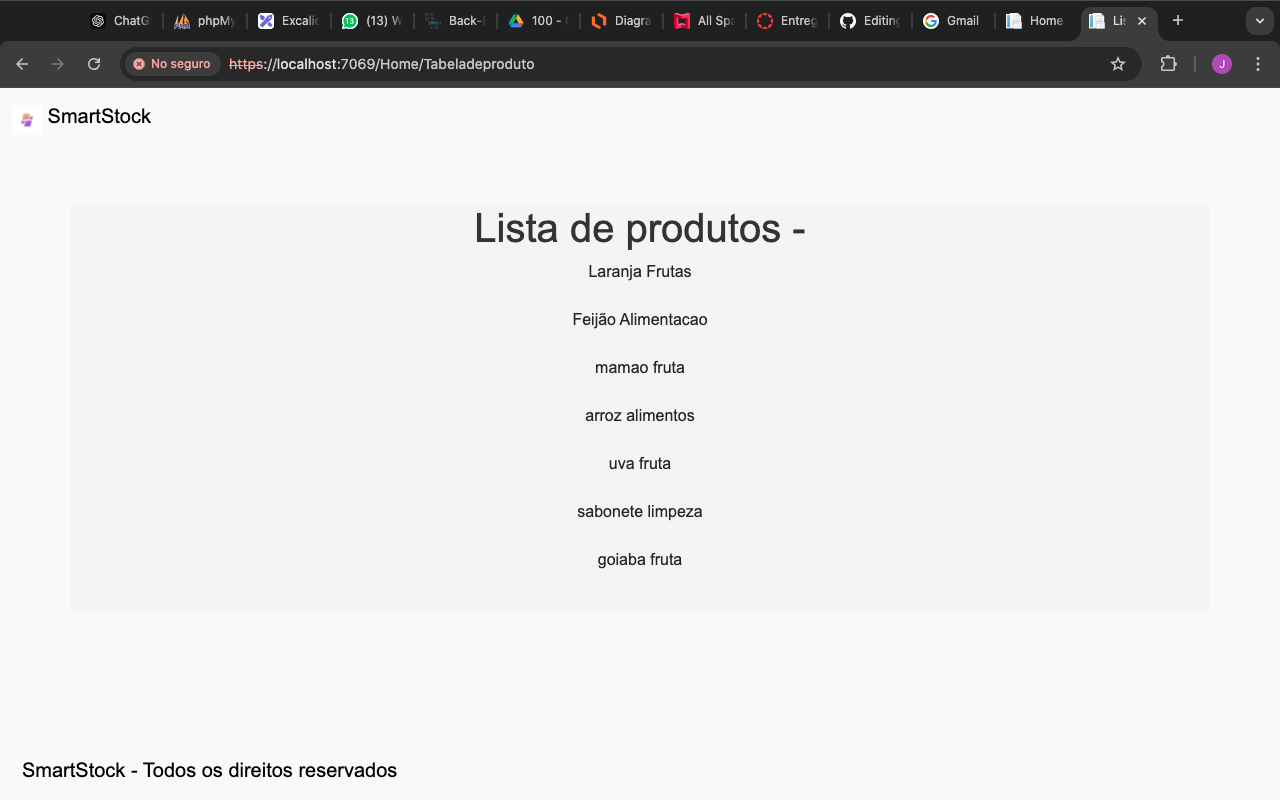 ChatG phpMy Excalic (13) W Back- 100 - Diagra All Spa Entreg Editing Gmail Home Lis
No seguro https://localhost:7069/Home/Tabeladeproduto J
SmartStock
Lista de produtos -
Laranja Frutas
Feijão Alimentacao
mamao fruta
arroz alimentos
uva fruta
sabonete limpeza
goiaba fruta
SmartStock - Todos os direitos reservados